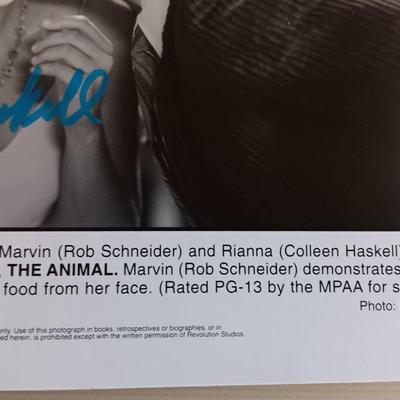 Marvin (Rob Schneider) and Rianna (Colleen Haskell)
THE ANIMAL. Marvin (Rob Schneider) demonstrates
food from her face. (Rated PG-13 by the MPAA for s
Photo:
only. Use of this photograph in books, retrospectives or biographies, or in
herein, is prohibited except with the written permission of Revolution Studios.